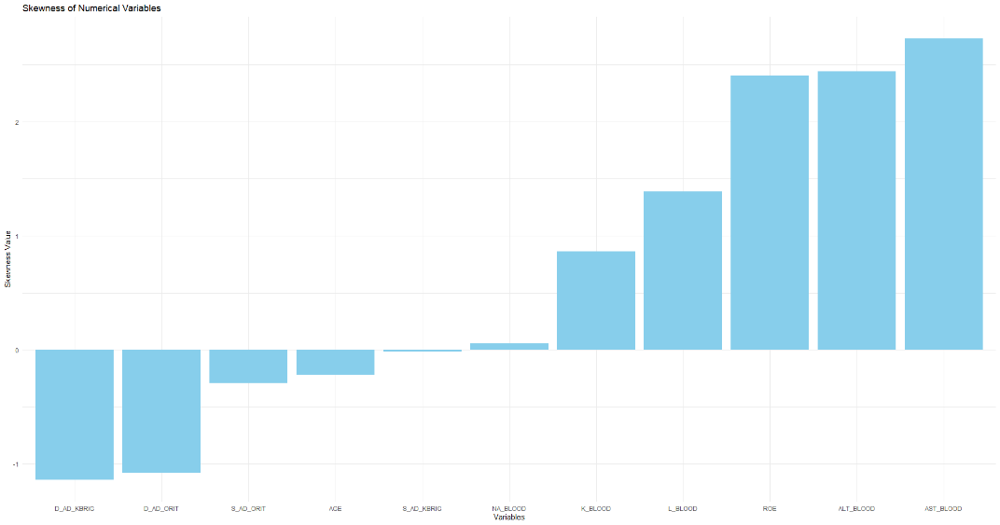 Skewness of Numerical Variables
Skewness Value
2
1
0
-1
D_AD_KBRIG D_AD_ORIT S_AD_ORIT AGE S_AD_KBRIG NA_BLOOD K_BLOOD L_BLOOD ROE ALT_BLOOD AST_BLOOD
Variables